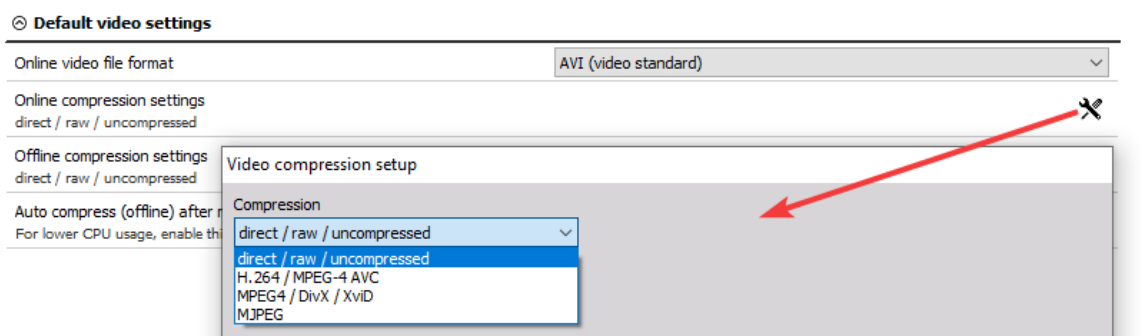 Default video settings
Online video file format
AVI (video standard)
Online compression settings
direct / raw / uncompressed
Offline compression settings
direct / raw / uncompressed
Auto compress (offline) after
For lower CPU usage, enable
Video compression setup
Compression
direct / raw / uncompressed
direct / raw / uncompressed
H.264 / MPEG-4 AVC
MPEG4 / DivX / XviD
MJPEG